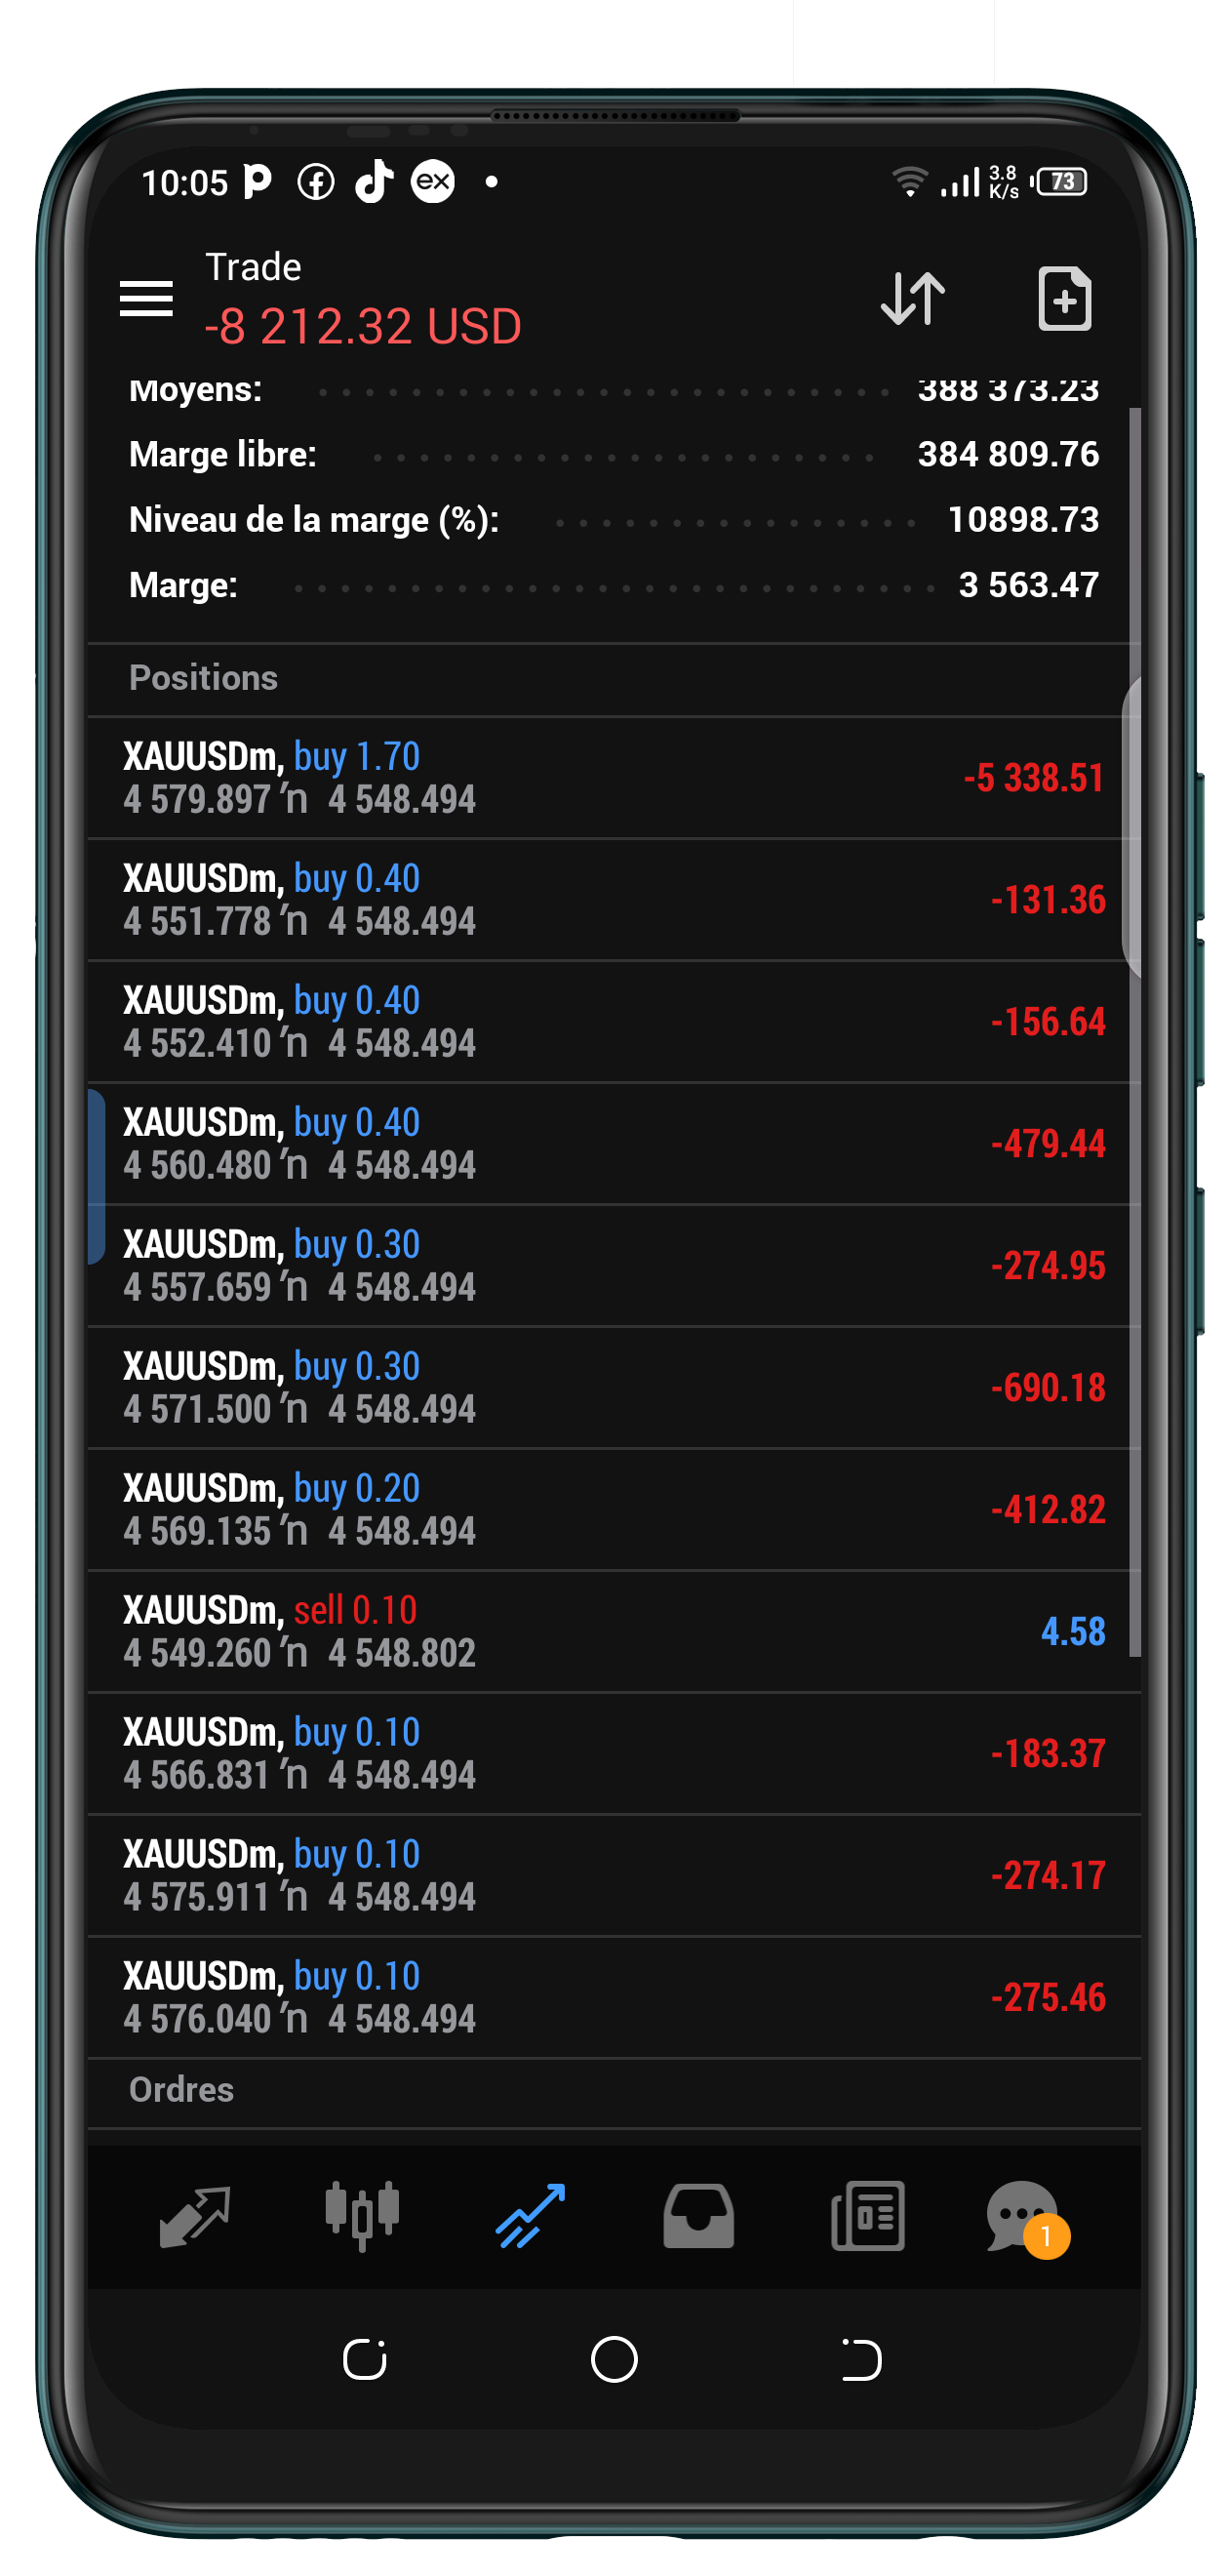 10:05
ex
3.8
K/s
73
Trade
-8 212.32 USD
Moyens: 388 373.23
Marge libre: 384 809.76
Niveau de la marge (%): 10898.73
Marge: 3 563.47
Positions
XAUUSDm, buy 1.70
4 579.897 ’n 4 548.494
-5 338.51
XAUUSDm, buy 0.40
4 551.778 ’n 4 548.494
-131.36
XAUUSDm, buy 0.40
4 552.410 ’n 4 548.494
-156.64
XAUUSDm, buy 0.40
4 560.480 ’n 4 548.494
-479.44
XAUUSDm, buy 0.30
4 557.659 ’n 4 548.494
-274.95
XAUUSDm, buy 0.30
4 571.500 ’n 4 548.494
-690.18
XAUUSDm, buy 0.20
4 569.135 ’n 4 548.494
-412.82
XAUUSDm, sell 0.10
4 549.260 ’n 4 548.802
4.58
XAUUSDm, buy 0.10
4 566.831 ’n 4 548.494
-183.37
XAUUSDm, buy 0.10
4 575.911 ’n 4 548.494
-274.17
XAUUSDm, buy 0.10
4 576.040 ’n 4 548.494
-275.46
Ordres
1